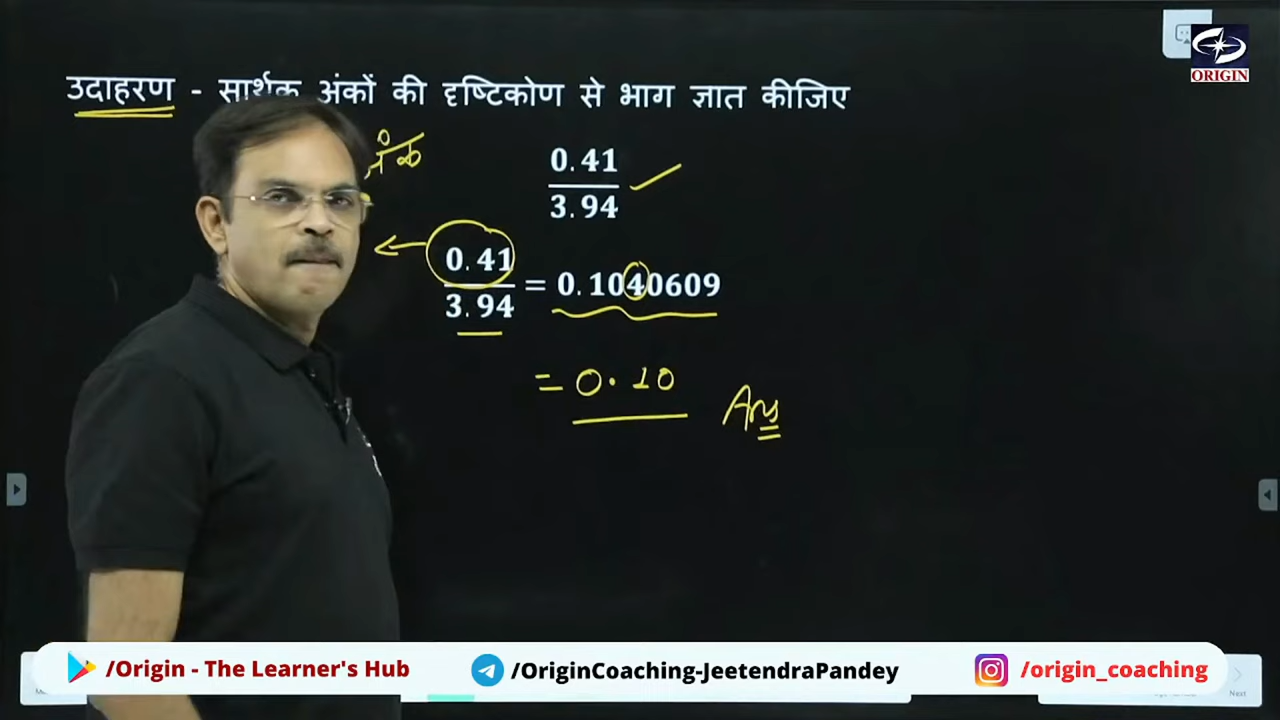 ORIGIN
उदाहरण - सार्थक अंकों की दृष्टिकोण से भाग ज्ञात कीजिए
0.41
3.94
0.41
3.94
= 0.1040609
= 0.10 Ans
/Origin - The Learner's Hub
/OriginCoaching-JeetendraPandey
/origin_coaching
Next